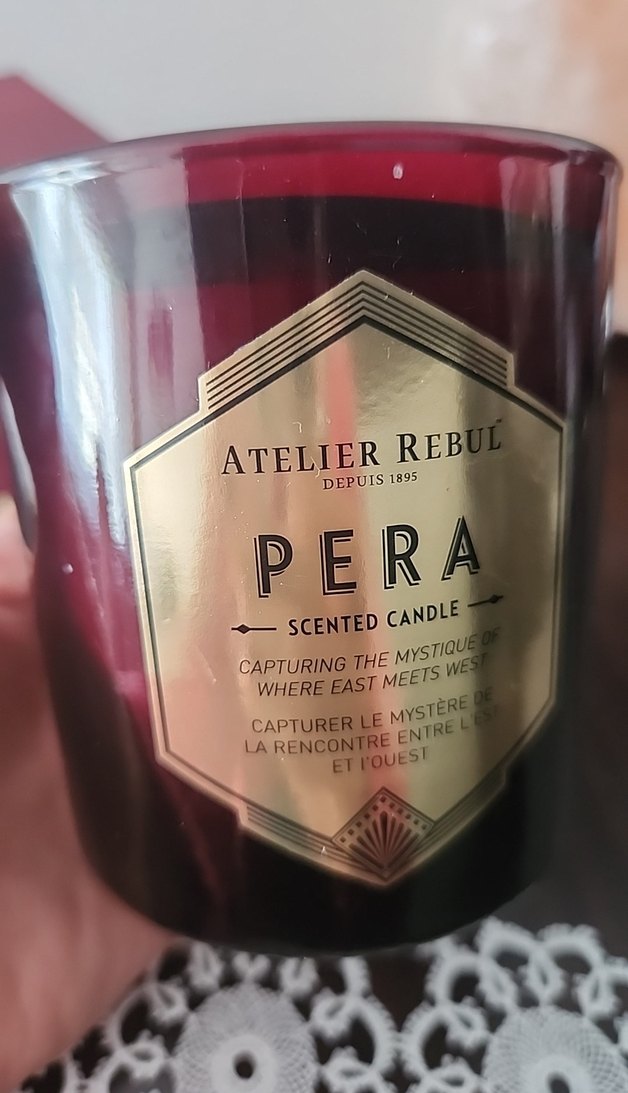 ATELIER REBUL™
DEPUIS 1895
PERA
SCENTED CANDLE
CAPTURING THE MYSTIQUE OF
WHERE EAST MEETS WEST
CAPTURER LE MYSTÈRE DE
LA RENCONTRE ENTRE L'EST
ET l'OUEST